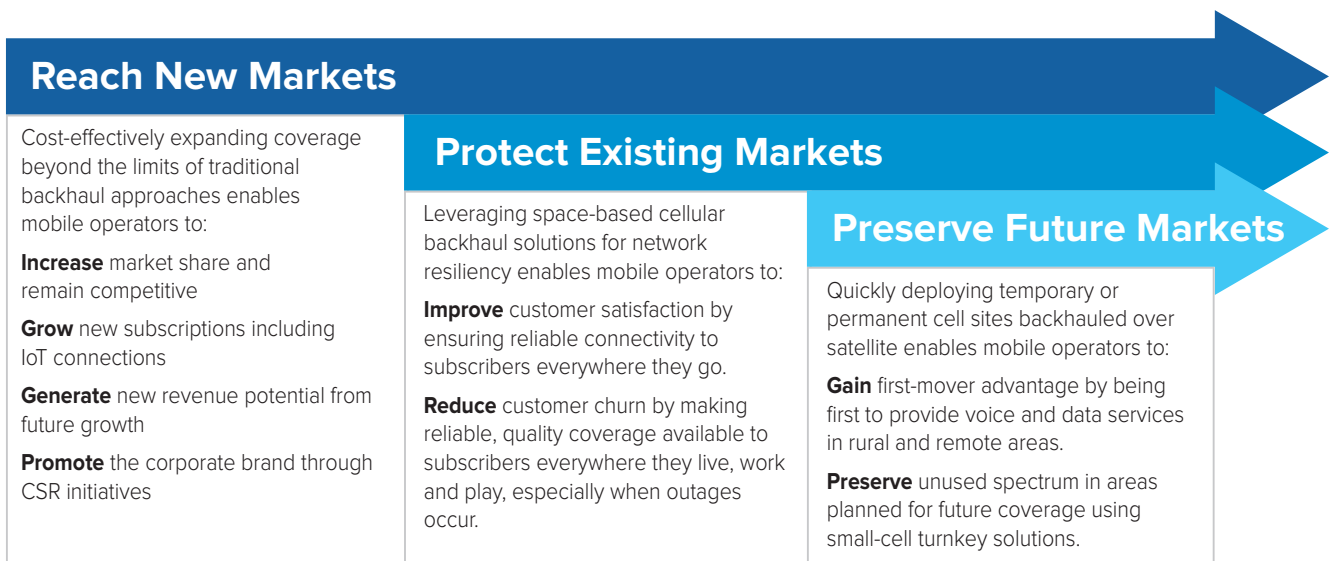 Reach New Markets
Cost-effectively expanding coverage
beyond the limits of traditional
backhaul approaches enables
mobile operators to:
Increase market share and
remain competitive
Grow new subscriptions including
IoT connections
Generate new revenue potential from
future growth
Promote the corporate brand through
CSR initiatives
Protect Existing Markets
Leveraging space-based cellular
backhaul solutions for network
resiliency enables mobile operators to:
Improve customer satisfaction by
ensuring reliable connectivity to
subscribers everywhere they go.
Reduce customer churn by making
reliable, quality coverage available to
subscribers everywhere they live, work
and play, especially when outages
occur.
Preserve Future Markets
Quickly deploying temporary or
permanent cell sites backhauled over
satellite enables mobile operators to:
Gain first-mover advantage by being
first to provide voice and data services
in rural and remote areas.
Preserve unused spectrum in areas
planned for future coverage using
small-cell turnkey solutions.